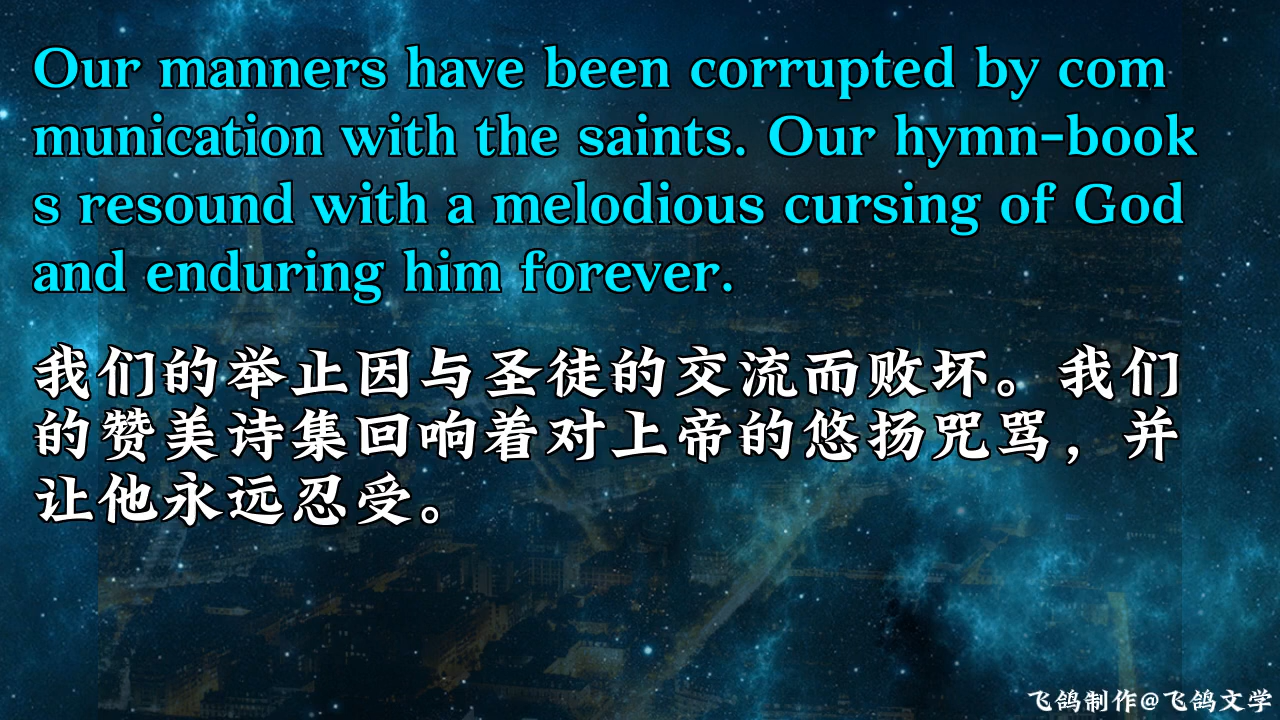 Our manners have been corrupted by com
munication with the saints. Our hymn-book
s resound with a melodious cursing of God
and enduring him forever.
我们的举止因与圣徒的交流而败坏。我们
的赞美诗集回响着对上帝的悠扬咒骂，并
让他永远忍受。
飞鸽制作@飞鸽文学